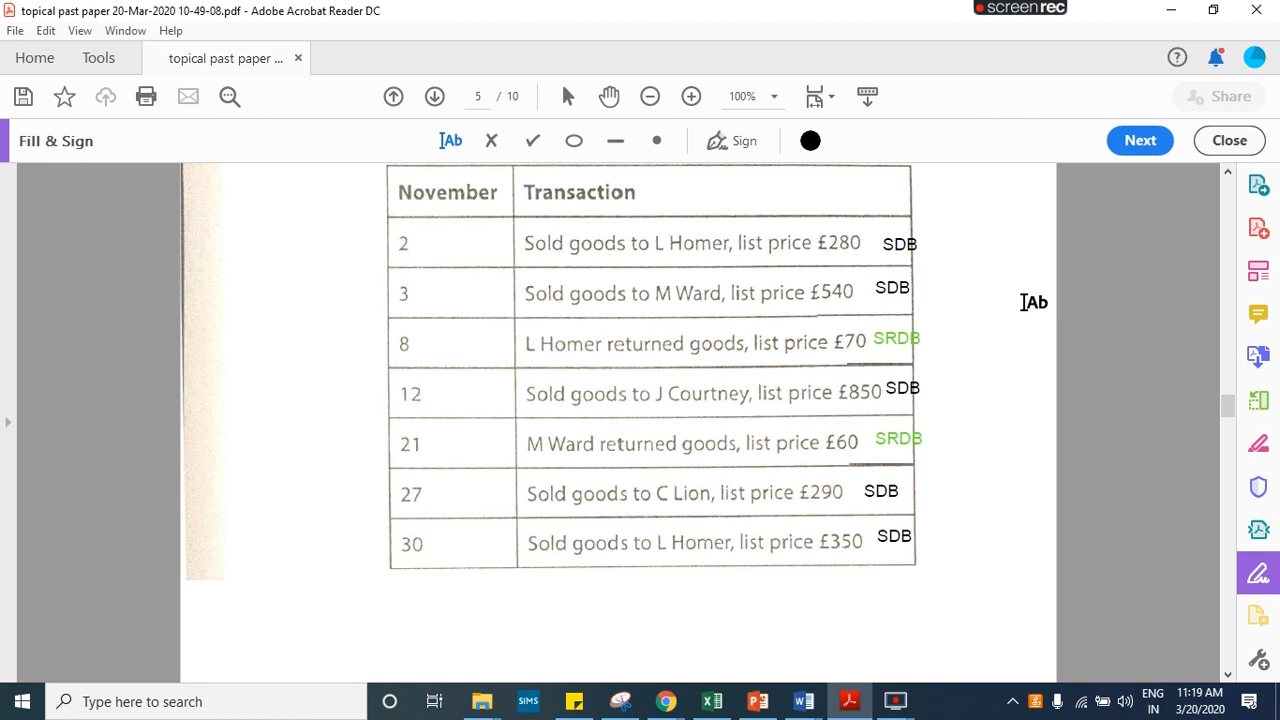 topical past paper 20-Mar-2020 10-49-08.pdf - Adobe Acrobat Reader DC
screen rec
File Edit View Window Help
Home Tools topical past paper ... ×
5 / 10 100% Share
Fill & Sign Ab Sign Next Close
November Transaction
2 Sold goods to L Homer, list price £280 SDB
3 Sold goods to M Ward, list price £540 SDB
Ab
8 L Homer returned goods, list price £70 SRDB
12 Sold goods to J Courtney, list price £850 SDB
21 M Ward returned goods, list price £60 SRDB
27 Sold goods to C Lion, list price £290 SDB
30 Sold goods to L Homer, list price £350 SDB
Type here to search SIMS ENG 11:19 AM
IN 3/20/2020